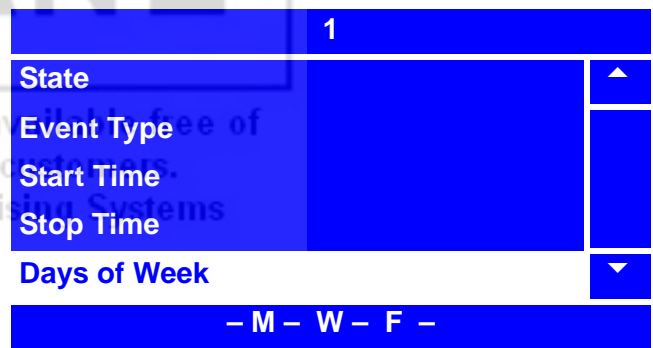 1
State
Event Type
Start Time
Stop Time
Days of Week
– M – W – F –